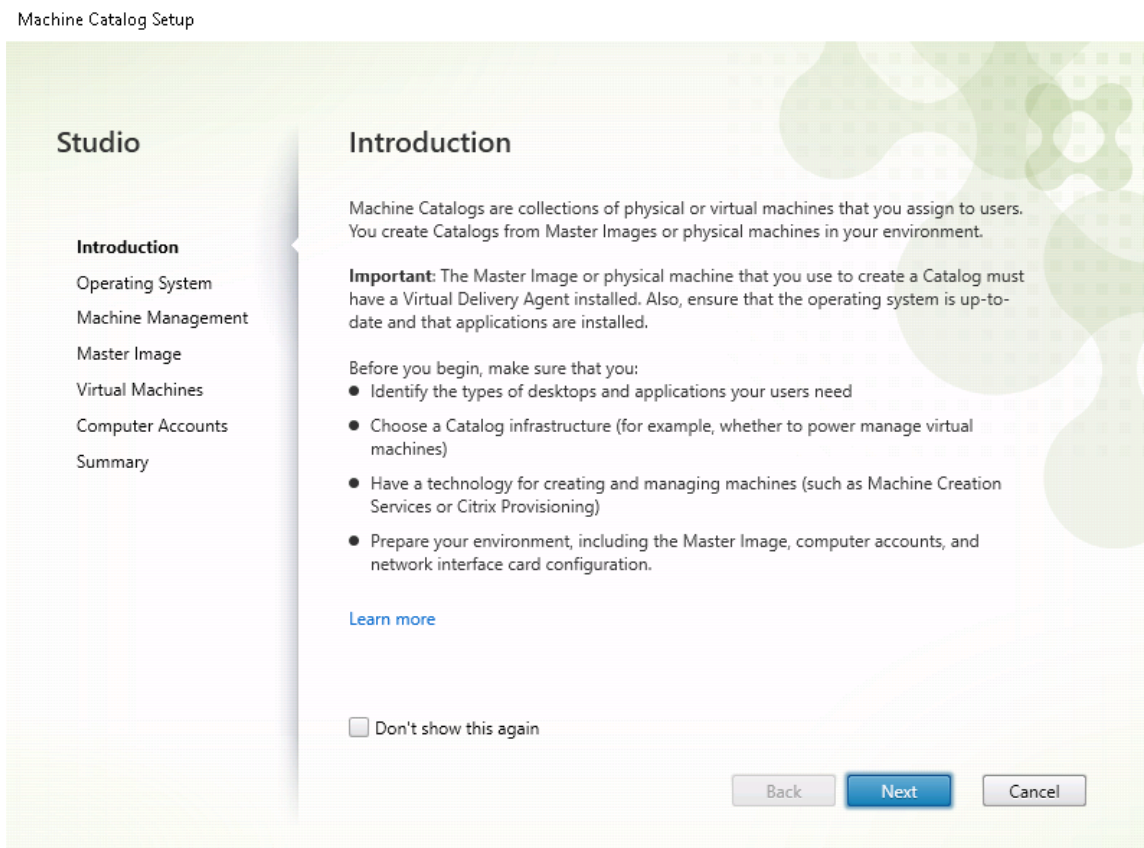 Machine Catalog Setup
Studio
Introduction
Operating System
Machine Management
Master Image
Virtual Machines
Computer Accounts
Summary
Introduction
Machine Catalogs are collections of physical or virtual machines that you assign to users.
You create Catalogs from Master Images or physical machines in your environment.
Important: The Master Image or physical machine that you use to create a Catalog must
have a Virtual Delivery Agent installed. Also, ensure that the operating system is up-to-
date and that applications are installed.
Before you begin, make sure that you:
● Identify the types of desktops and applications your users need
● Choose a Catalog infrastructure (for example, whether to power manage virtual
machines)
● Have a technology for creating and managing machines (such as Machine Creation
Services or Citrix Provisioning)
● Prepare your environment, including the Master Image, computer accounts, and
network interface card configuration.
Learn more
Don't show this again
Back Next Cancel